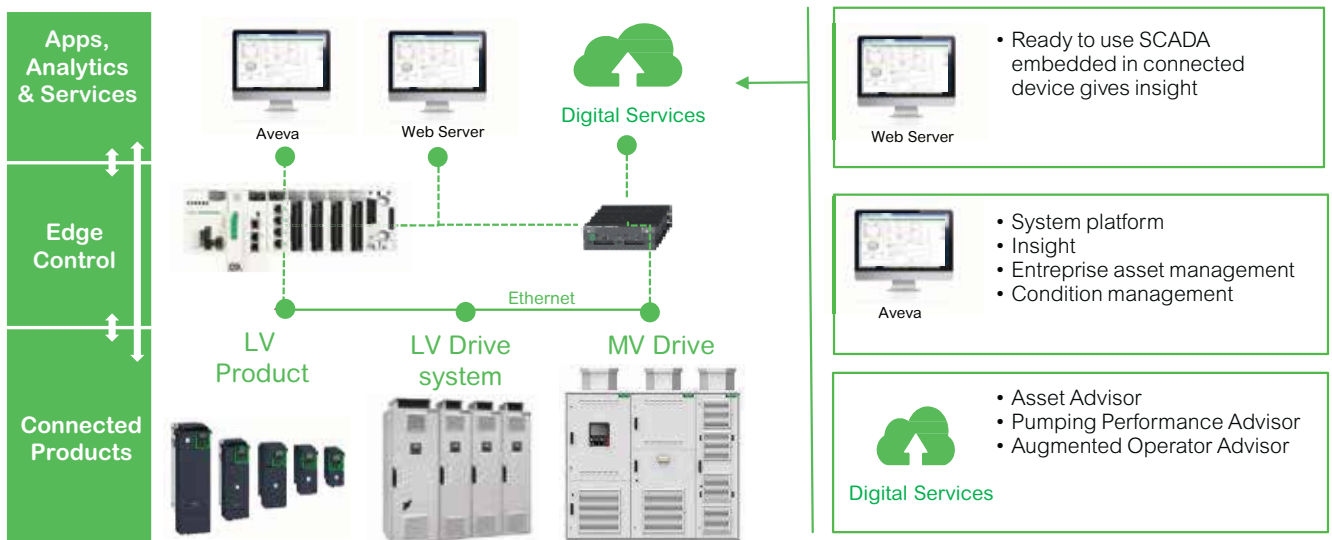 Apps,
Analytics
& Services
Edge
Control
Connected
Products
Aveva
Web Server
Digital Services
Ethernet
LV
Product
LV Drive
system
MV Drive
Web Server
• Ready to use SCADA
embedded in connected
device gives insight
Aveva
• System platform
• Insight
• Entreprise asset management
• Condition management
Digital Services
• Asset Advisor
• Pumping Performance Advisor
• Augmented Operator Advisor